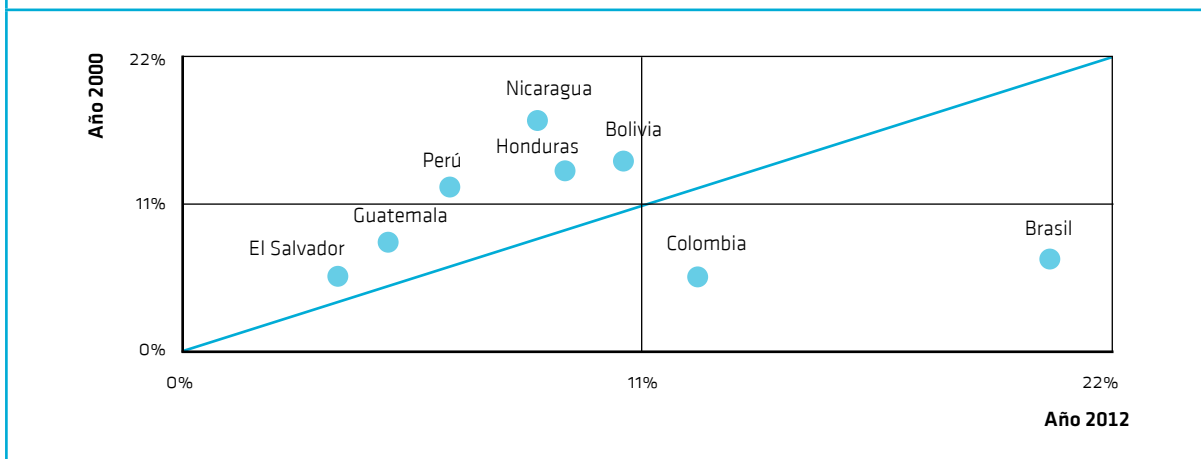 Año 2000
22%
Nicaragua
Bolivia
Honduras
Perú
11%
Guatemala
El Salvador
Colombia
Brasil
0%
0%
11%
22%
Año 2012